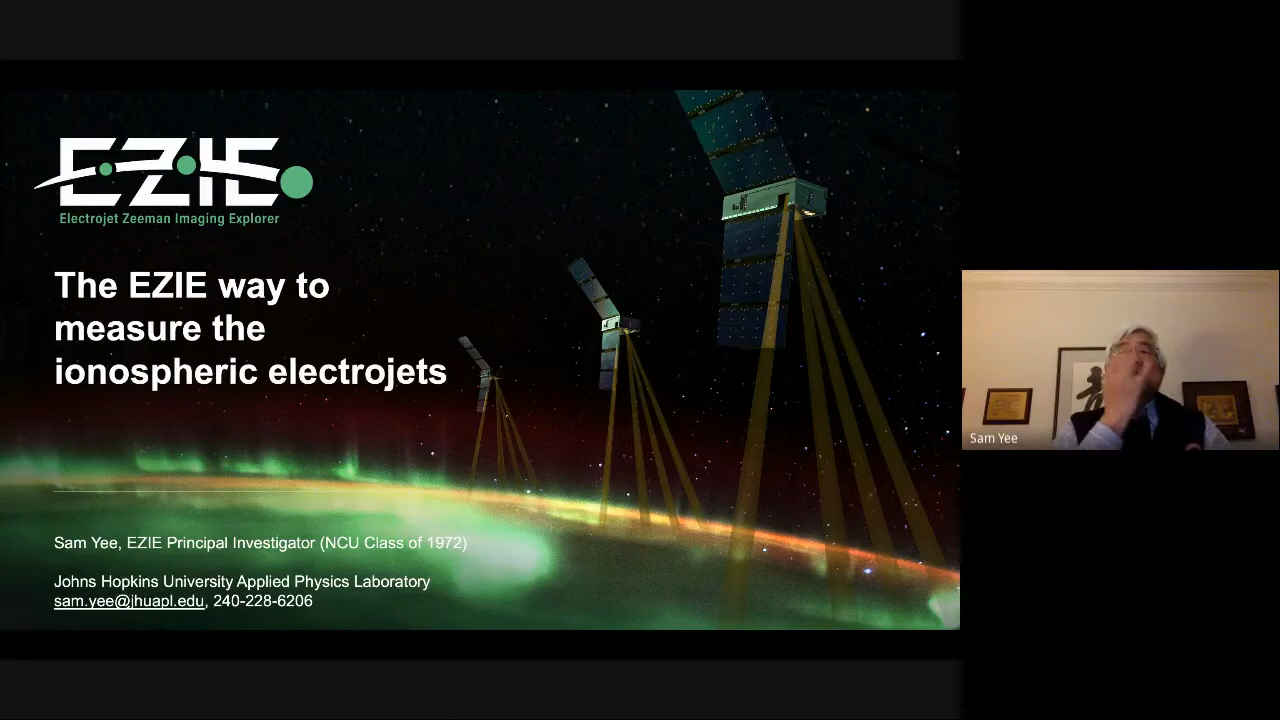 EZIE
Electrojet Zeeman Imaging Explorer
The EZIE way to
measure the
ionospheric electrojets
Sam Yee, EZIE Principal Investigator (NCU Class of 1972)
Johns Hopkins University Applied Physics Laboratory
sam.yee@jhuapl.edu, 240-228-6206
Sam Yee